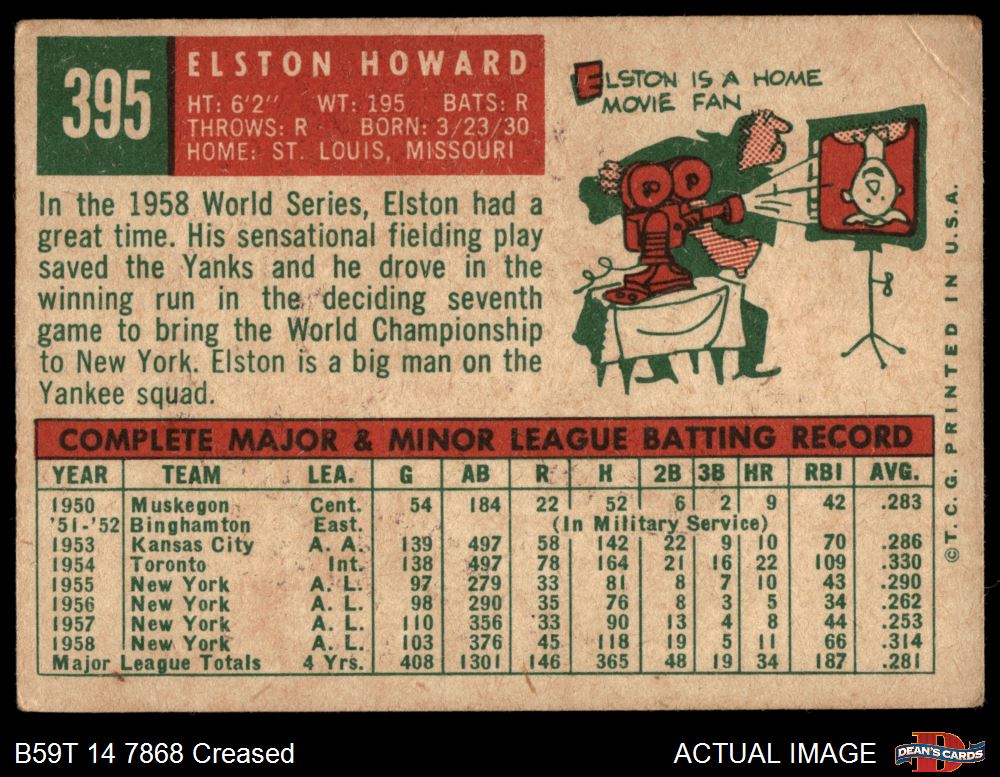 395
ELSTON HOWARD
HT: 6'2" WT: 195 BATS: R
THROWS: R BORN: 3/23/30
HOME: ST. LOUIS, MISSOURI
ELSTON IS A HOME
MOVIE FAN
In the 1958 World Series, Elston had a
great time. His sensational fielding play
saved the Yanks and he drove in the
winning run in the deciding seventh
game to bring the World Championship
to New York. Elston is a big man on the
Yankee squad.
COMPLETE MAJOR & MINOR LEAGUE BATTING RECORD
YEAR TEAM LEA. G AB R H 2B 3B HR RBI AVG.
1950 Muskegon Cent. 54 184 22 52 6 2 9 42 .283
'51-'52 Binghamton East. (In Military Service)
1953 Kansas City A. A. 139 497 58 142 22 9 10 70 .286
1954 Toronto Int. 138 497 78 164 21 16 22 109 .330
1955 New York A. L. 97 279 33 81 8 7 10 43 .290
1956 New York A. L. 98 290 35 76 8 3 5 34 .262
1957 New York A. L. 110 356 33 90 13 4 8 44 .253
1958 New York A. L. 103 376 45 118 19 5 11 66 .314
Major League Totals 4 Yrs. 408 1301 146 365 48 19 34 187 .281
© T. C. G. PRINTED IN U.S.A.
B59T 14 7868 Creased
ACTUAL IMAGE
DEAN'S CARDS